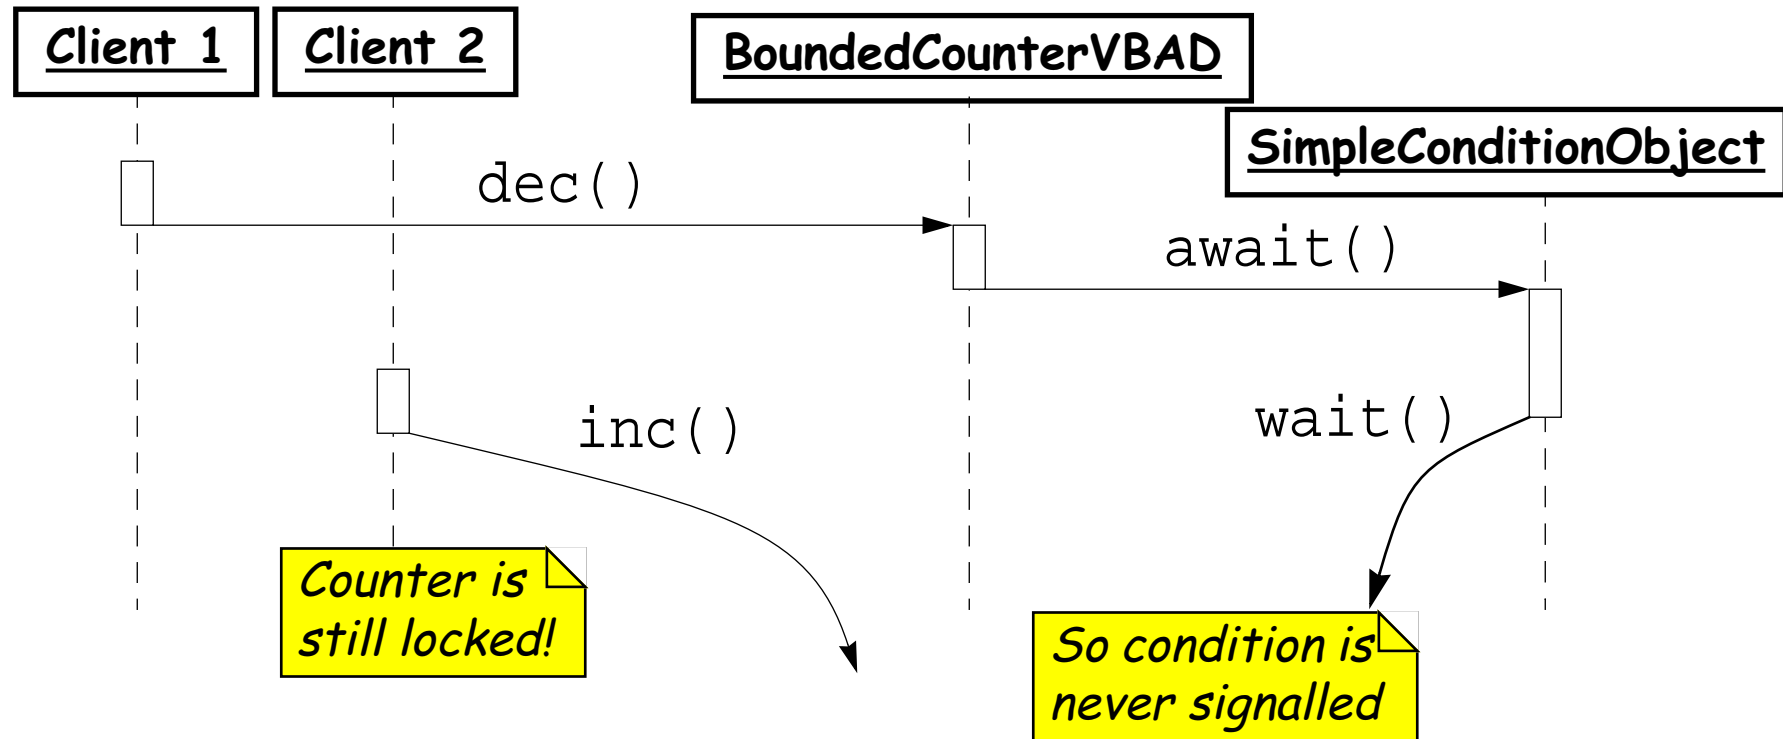 Client 1
Client 2
BoundedCounterVBAD
SimpleConditionObject
dec()
await()
inc()
wait()
Counter is
still locked!
So condition is
never signalled